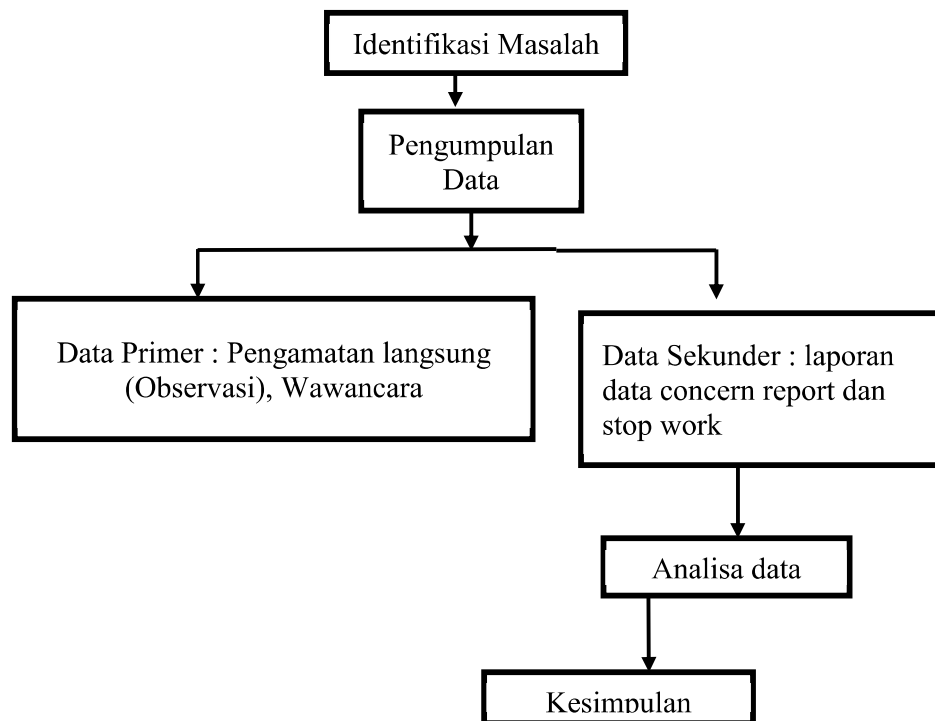 Identifikasi Masalah
Pengumpulan
Data
Data Primer : Pengamatan langsung
(Observasi), Wawancara
Data Sekunder : laporan
data concern report dan
stop work
Analisa data
Kesimpulan